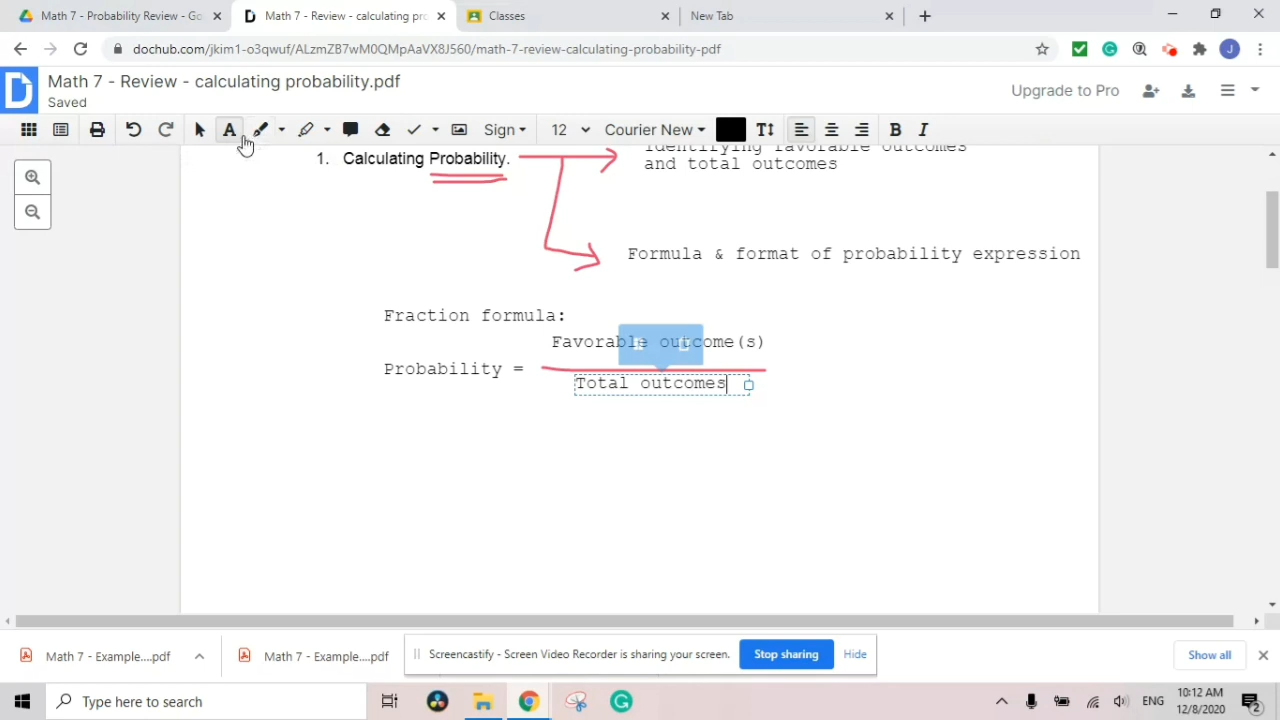 Math 7 - Probability Review - Go
Math 7 - Review - calculating pro
Classes
New Tab
dochub.com/jkim1-o3qwuf/ALzmZB7wM0QMpAaVX8J560/math-7-review-calculating-probability-pdf
J
Math 7 - Review - calculating probability.pdf
Saved
Upgrade to Pro
A
Sign
12
Courier New
B
I
1. Calculating Probability.
Identifying favorable outcomes
and total outcomes
Formula & format of probability expression
Fraction formula:
Favorable outcome(s)
Probability =
Total outcomes
Math 7 - Example....pdf
Math 7 - Example....pdf
Screencastify - Screen Video Recorder is sharing your screen.
Stop sharing
Hide
Show all
Type here to search
ENG
10:12 AM
12/8/2020
2